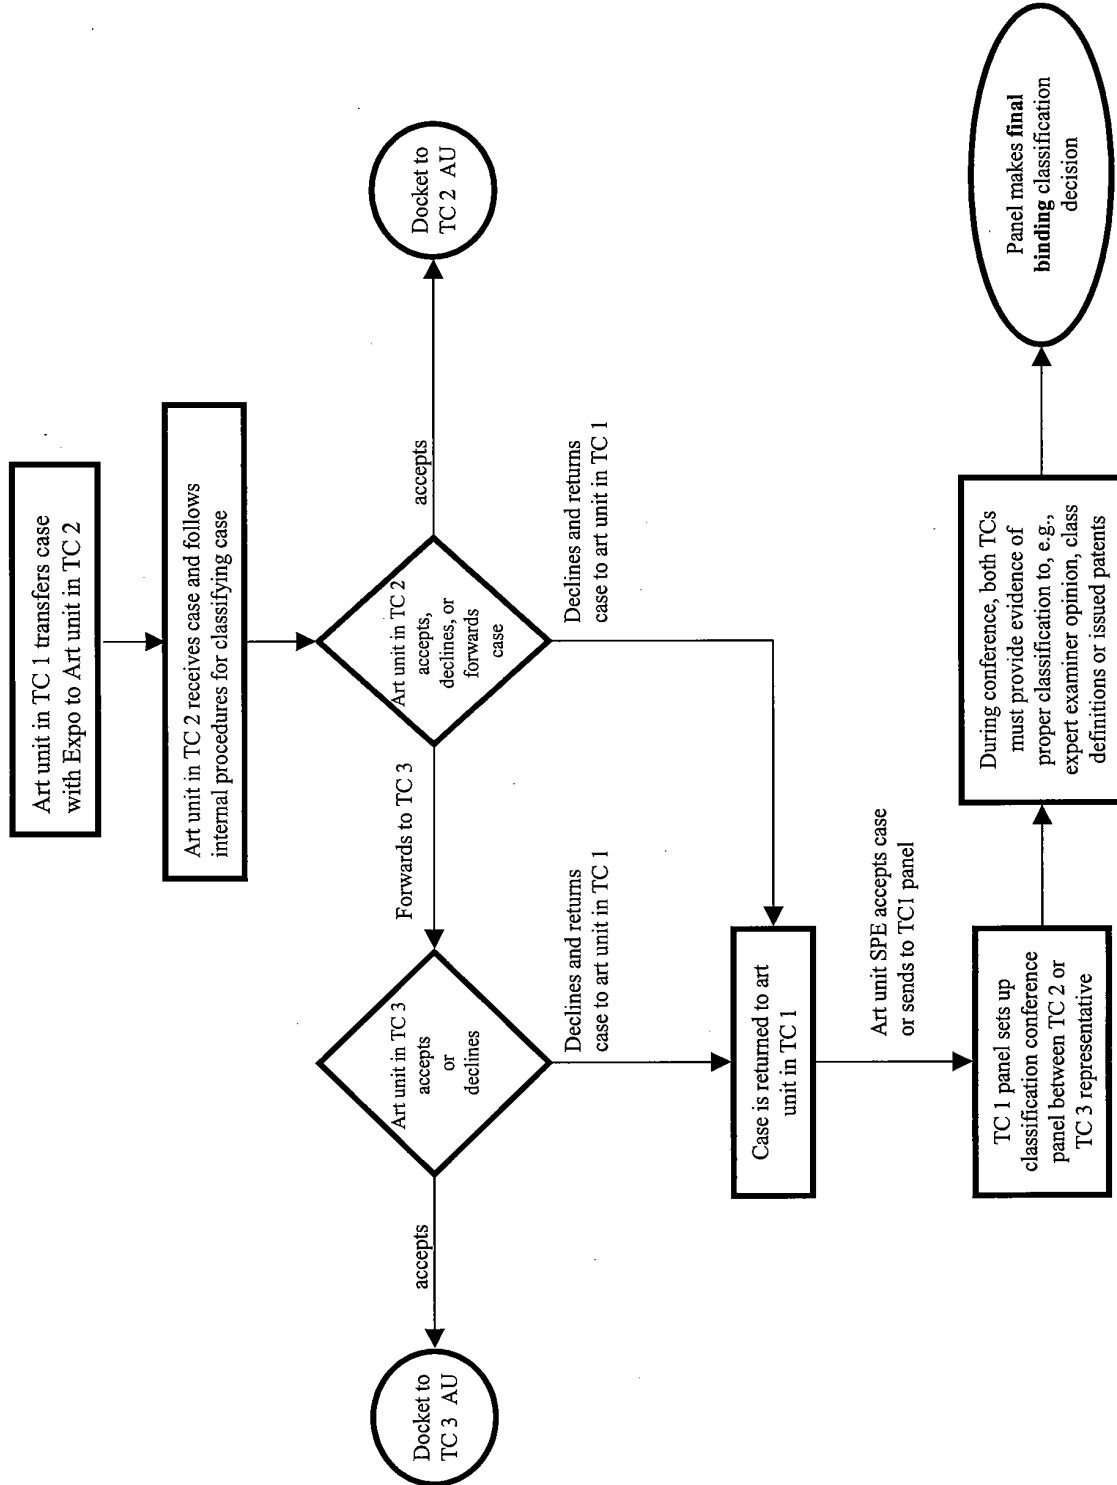 Art unit in TC 1 transfers case
with Expo to Art unit in TC 2
Art unit in TC 2 receives case and follows
internal procedures for classifying case
Art unit in TC 2
accepts,
declines, or
forwards
case
accepts
Docket to
TC 2 AU
Forwards to TC 3
Declines and returns
case to art unit in TC 1
Art unit in TC 3
accepts
or
declines
accepts
Docket to
TC 3 AU
Declines and returns
case to art unit in TC 1
Case is returned to art
unit in TC 1
Art unit SPE accepts case
or sends to TC1 panel
TC 1 panel sets up
classification conference
panel between TC 2 or
TC 3 representative
During conference, both TCs
must provide evidence of
proper classification to, e.g.,
expert examiner opinion, class
definitions or issued patents
Panel makes final
binding classification
decision